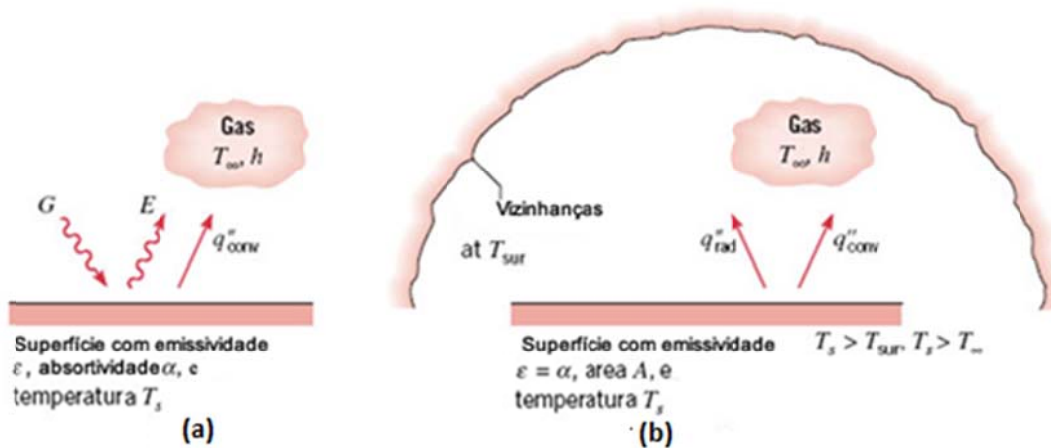 Gas
T∞, h
G
E
q″conv
Superfície com emissividade
ε, absortividade α, e
temperatura Ts
(a)
Gas
T∞, h
Vizinhanças
at Tsur
q″rad
q″conv
Superfície com emissividade
ε = α, area A, e
temperatura Ts
Ts > Tsur, Ts > T∞
(b)